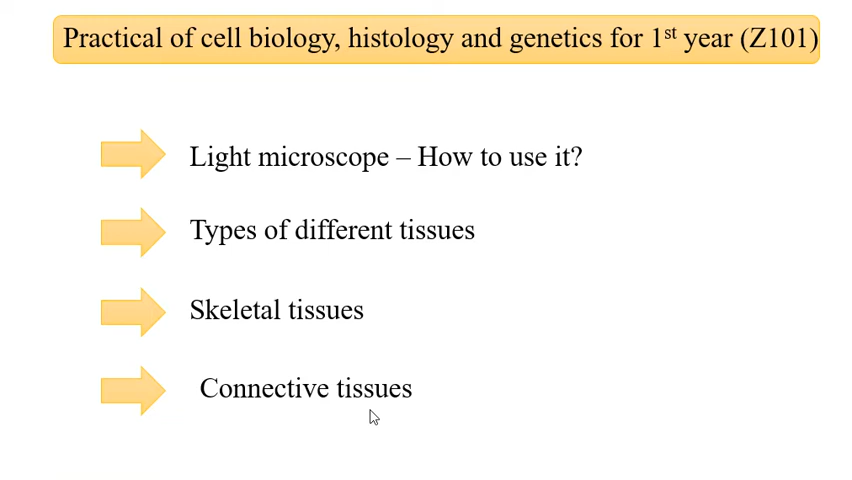 Practical of cell biology, histology and genetics for 1st year (Z101)
Light microscope – How to use it?
Types of different tissues
Skeletal tissues
Connective tissues